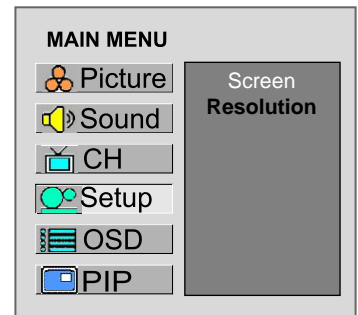 MAIN MENU
Picture
Sound
CH
Setup
OSD
PIP
Screen
Resolution